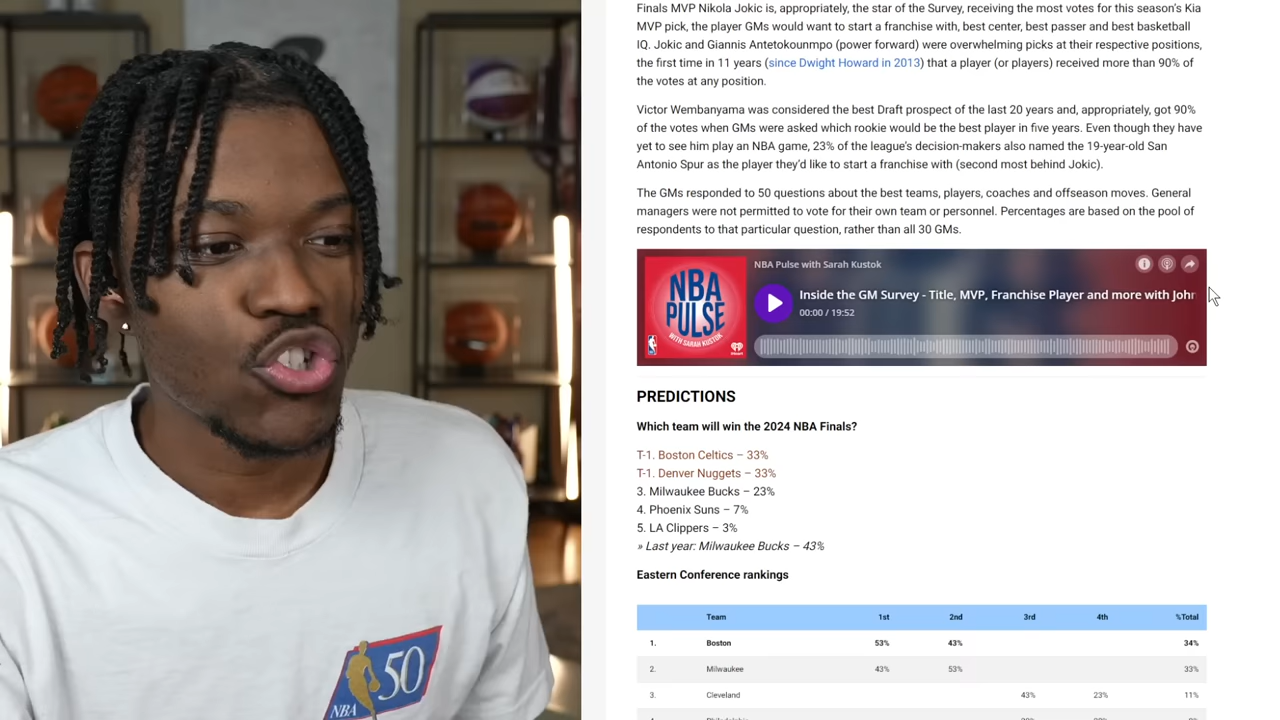 Finals MVP Nikola Jokic is, appropriately, the star of the Survey, receiving the most votes for this season's Kia
MVP pick, the player GMs would want to start a franchise with, best center, best passer and best basketball
IQ. Jokic and Giannis Antetokounmpo (power forward) were overwhelming picks at their respective positions,
the first time in 11 years (since Dwight Howard in 2013) that a player (or players) received more than 90% of
the votes at any position.
Victor Wembanyama was considered the best Draft prospect of the last 20 years and, appropriately, got 90%
of the votes when GMs were asked which rookie would be the best player in five years. Even though they have
yet to see him play an NBA game, 23% of the league's decision-makers also named the 19-year-old San
Antonio Spur as the player they'd like to start a franchise with (second most behind Jokic).
The GMs responded to 50 questions about the best teams, players, coaches and offseason moves. General
managers were not permitted to vote for their own team or personnel. Percentages are based on the pool of
respondents to that particular question, rather than all 30 GMs.
NBA
PULSE
WITH SARAH KUSTOK
iHeart
NBA Pulse with Sarah Kustok
Inside the GM Survey - Title, MVP, Franchise Player and more with John
00:00 / 19:52
PREDICTIONS
Which team will win the 2024 NBA Finals?
T-1. Boston Celtics – 33%
T-1. Denver Nuggets – 33%
3. Milwaukee Bucks – 23%
4. Phoenix Suns – 7%
5. LA Clippers – 3%
» Last year: Milwaukee Bucks – 43%
Eastern Conference rankings
Team 1st 2nd 3rd 4th %Total
1. Boston 53% 43% 34%
2. Milwaukee 43% 53% 33%
3. Cleveland 43% 23% 11%
50
NBA